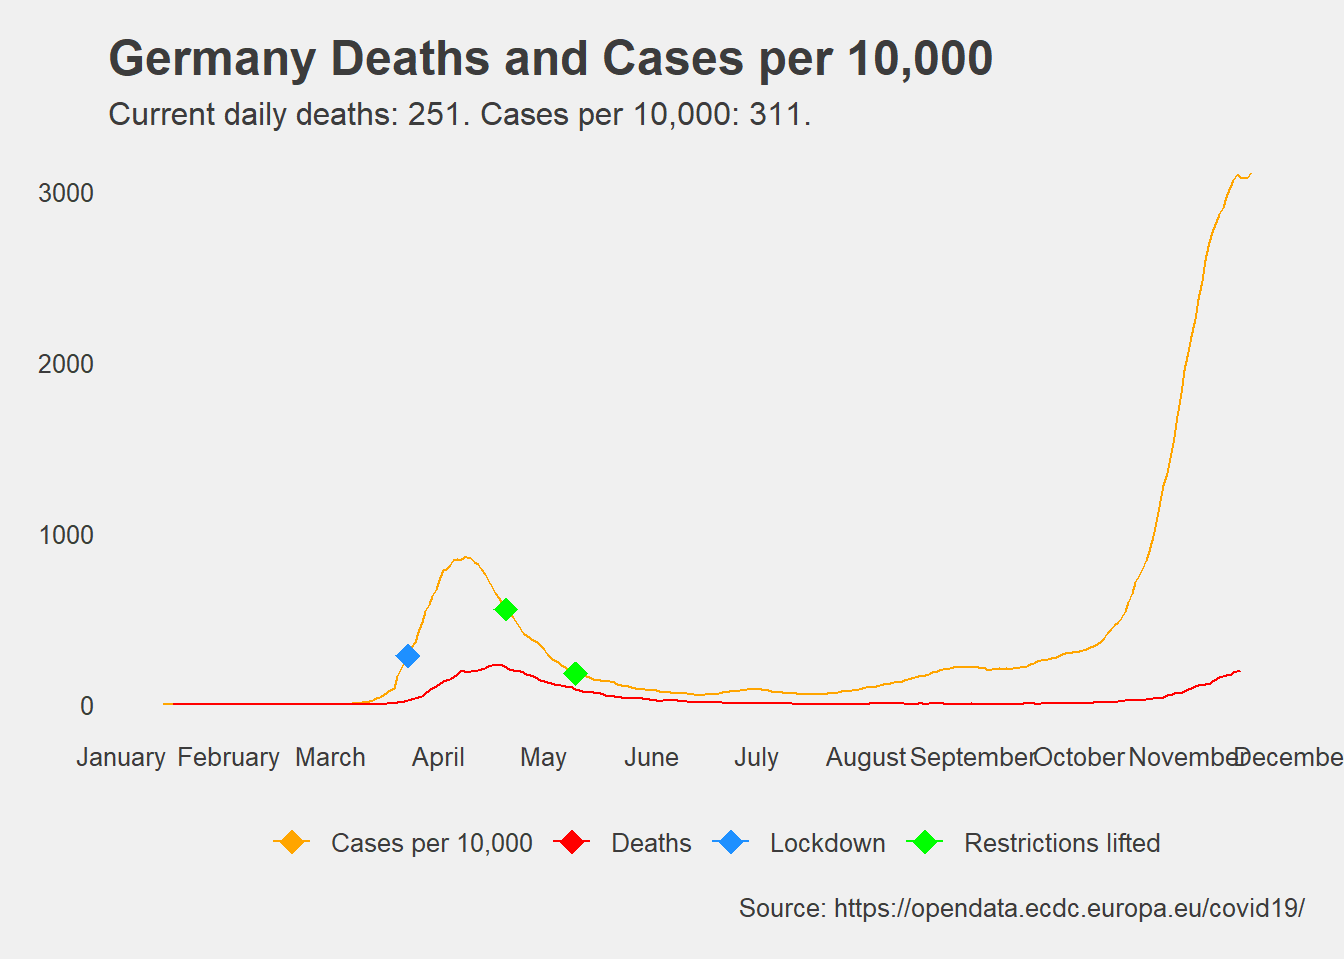 Germany Deaths and Cases per 10,000
Current daily deaths: 251. Cases per 10,000: 311.
3000
2000
1000
0
January February March April May June July August September October November December
Cases per 10,000 Deaths Lockdown Restrictions lifted
Source: https://opendata.ecdc.europa.eu/covid19/